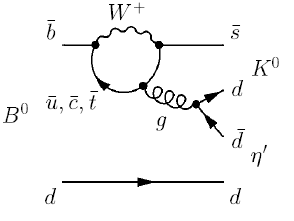 W⁺
b̄ s̄
K⁰
d
ū, c̄, t̄
B⁰
g
d̄
η′
d d